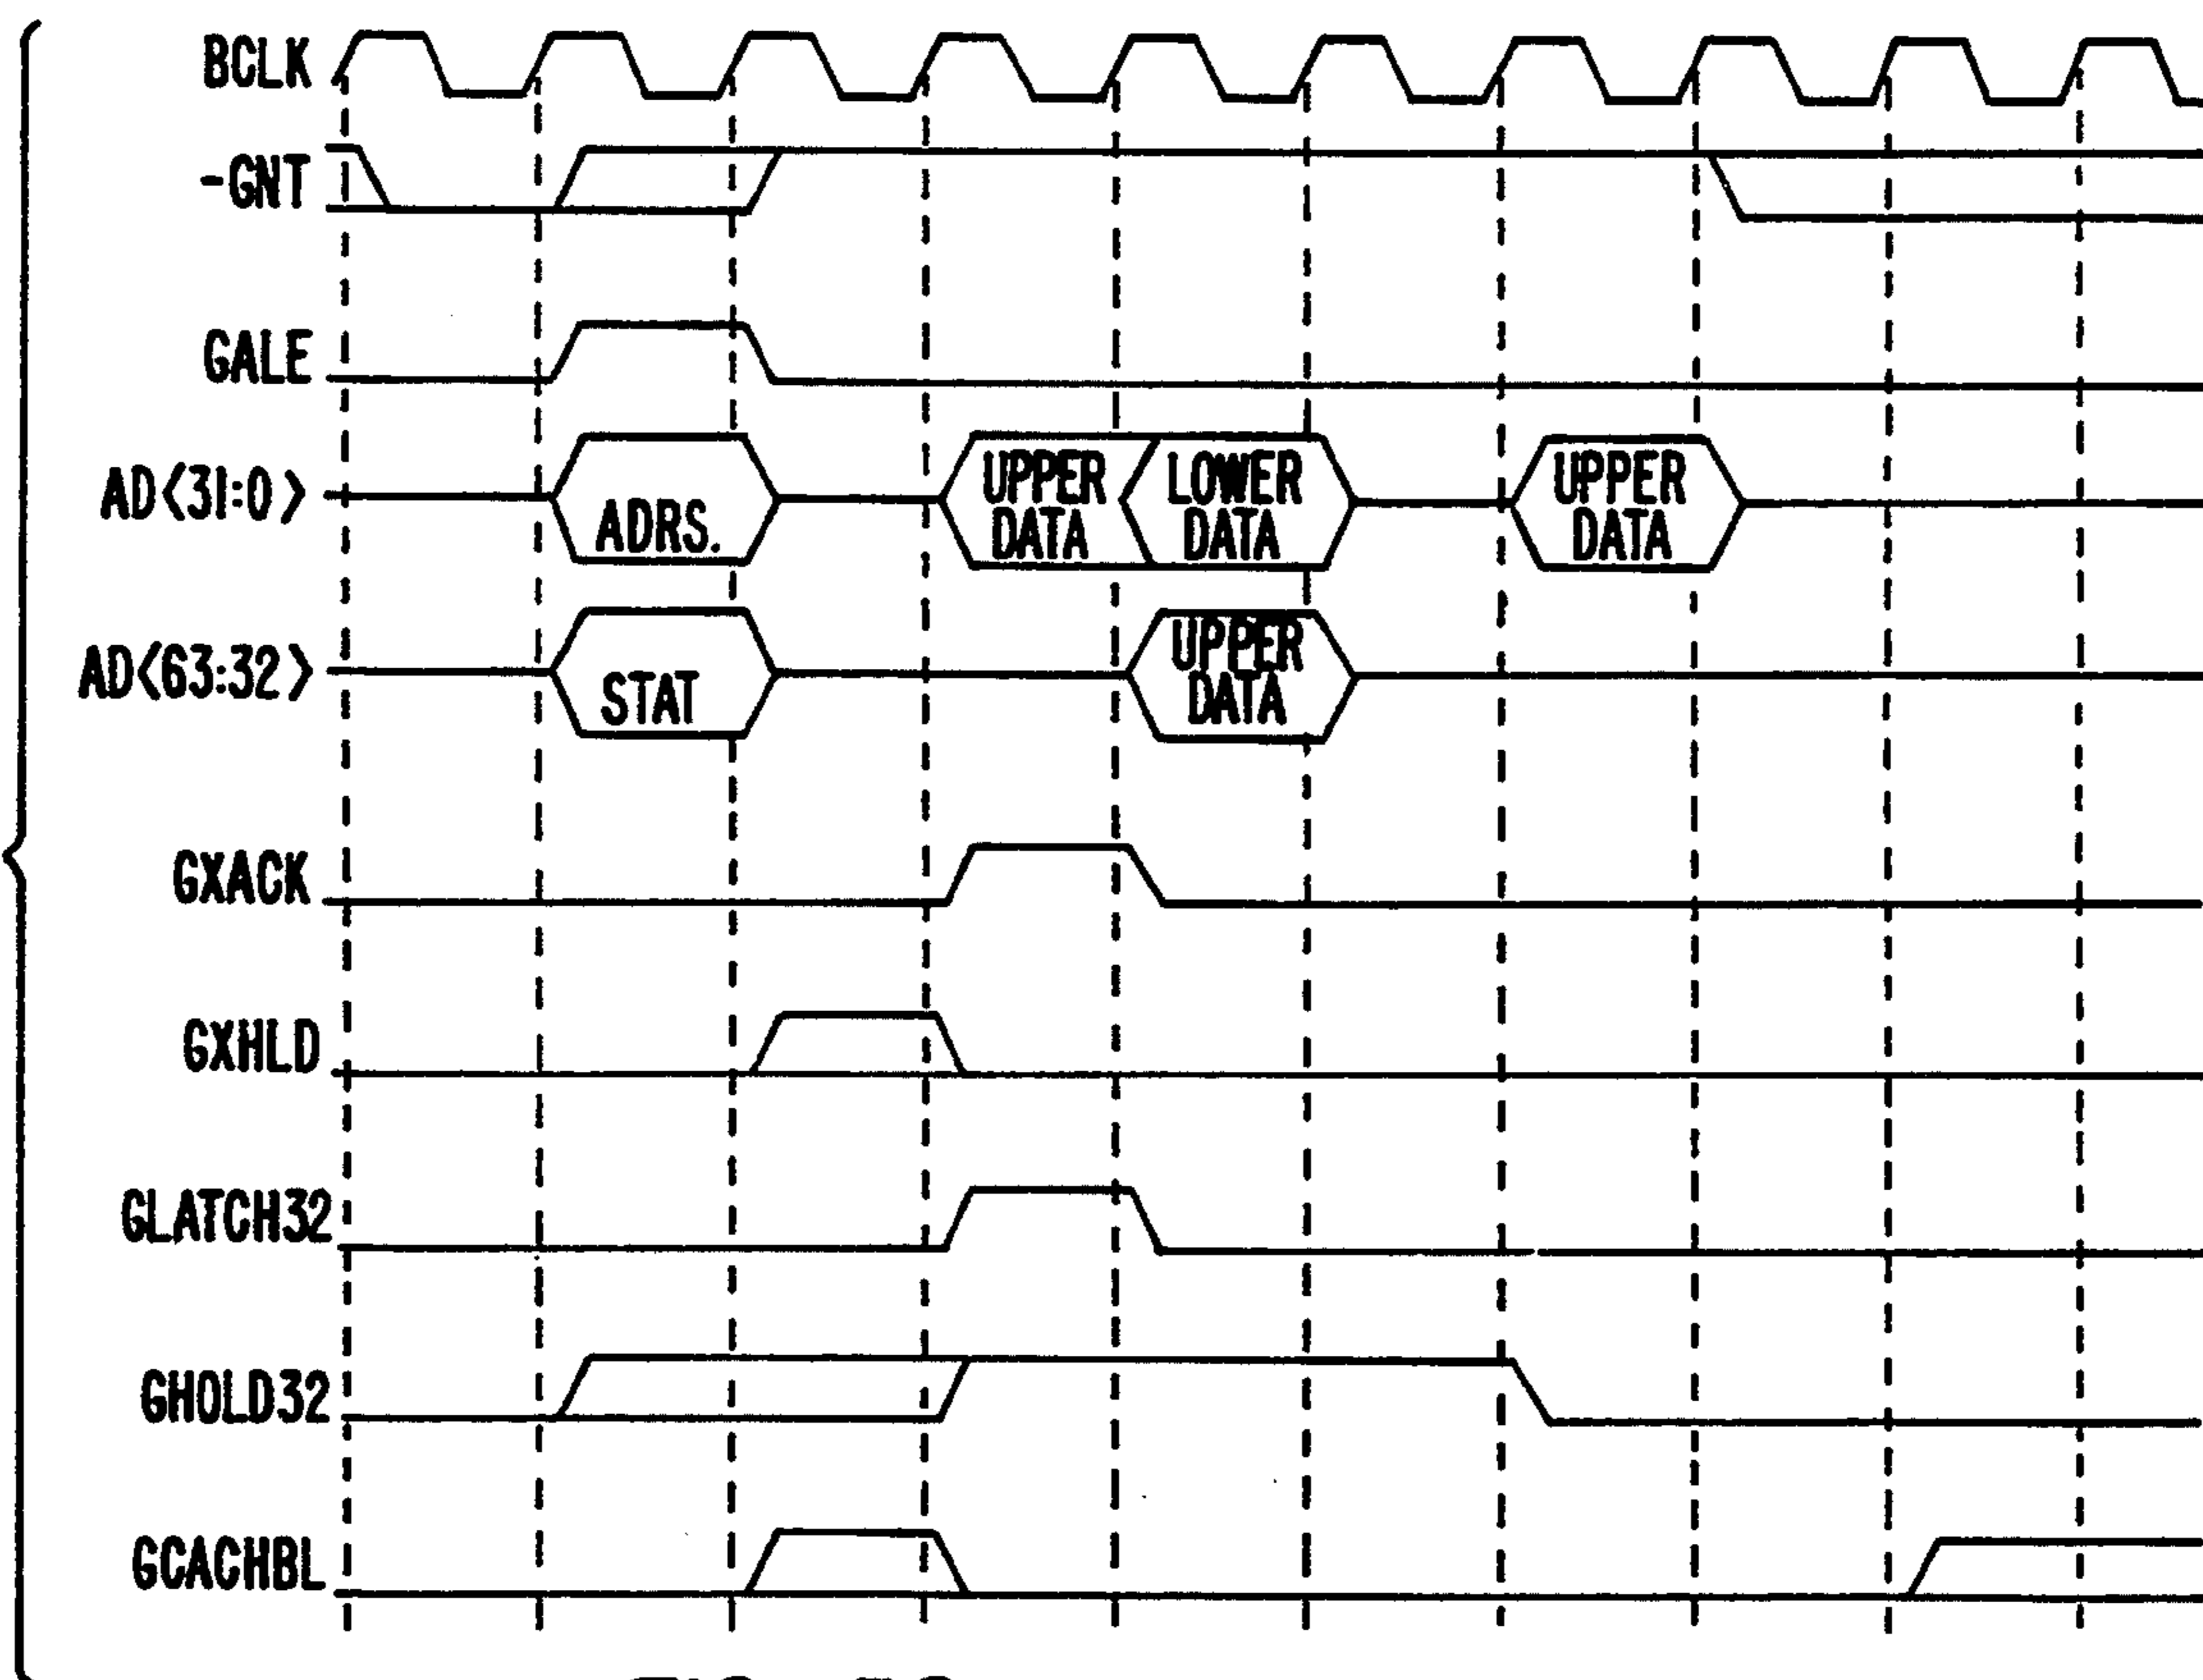 BCLK
-GNT
GALE
AD<31:0>
ADRS.
UPPER DATA
LOWER DATA
UPPER DATA
AD<63:32>
STAT
UPPER DATA
GXACK
GXHLD
GLATCH32
GHOLD32
GCACHBL